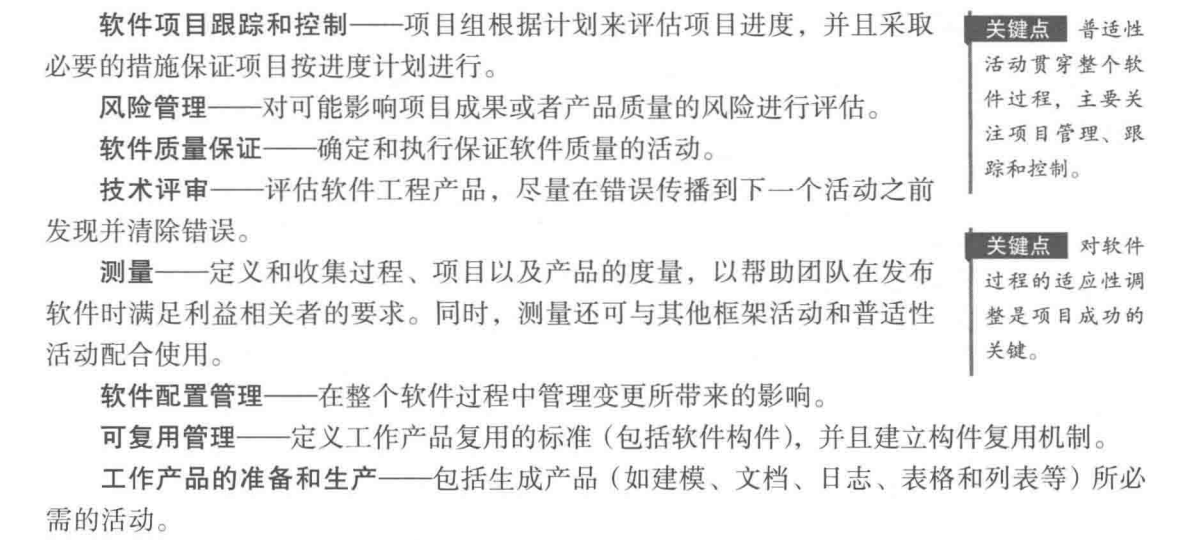 软件项目跟踪和控制——项目组根据计划来评估项目进度，并且采取
必要的措施保证项目按进度计划进行。
风险管理——对可能影响项目成果或者产品质量的风险进行评估。
软件质量保证——确定和执行保证软件质量的活动。
技术评审——评估软件工程产品，尽量在错误传播到下一个活动之前
发现并清除错误。
测量——定义和收集过程、项目以及产品的度量，以帮助团队在发布
软件时满足利益相关者的要求。同时，测量还可与其他框架活动和普适性
活动配合使用。
软件配置管理——在整个软件过程中管理变更所带来的影响。
可复用管理——定义工作产品复用的标准（包括软件构件），并且建立构件复用机制。
工作产品的准备和生产——包括生成产品（如建模、文档、日志、表格和列表等）所必
需的活动。
关键点 普适性
活动贯穿整个软
件过程，主要关
注项目管理、跟
踪和控制。
关键点 对软件
过程的适应性调
整是项目成功的
关键。